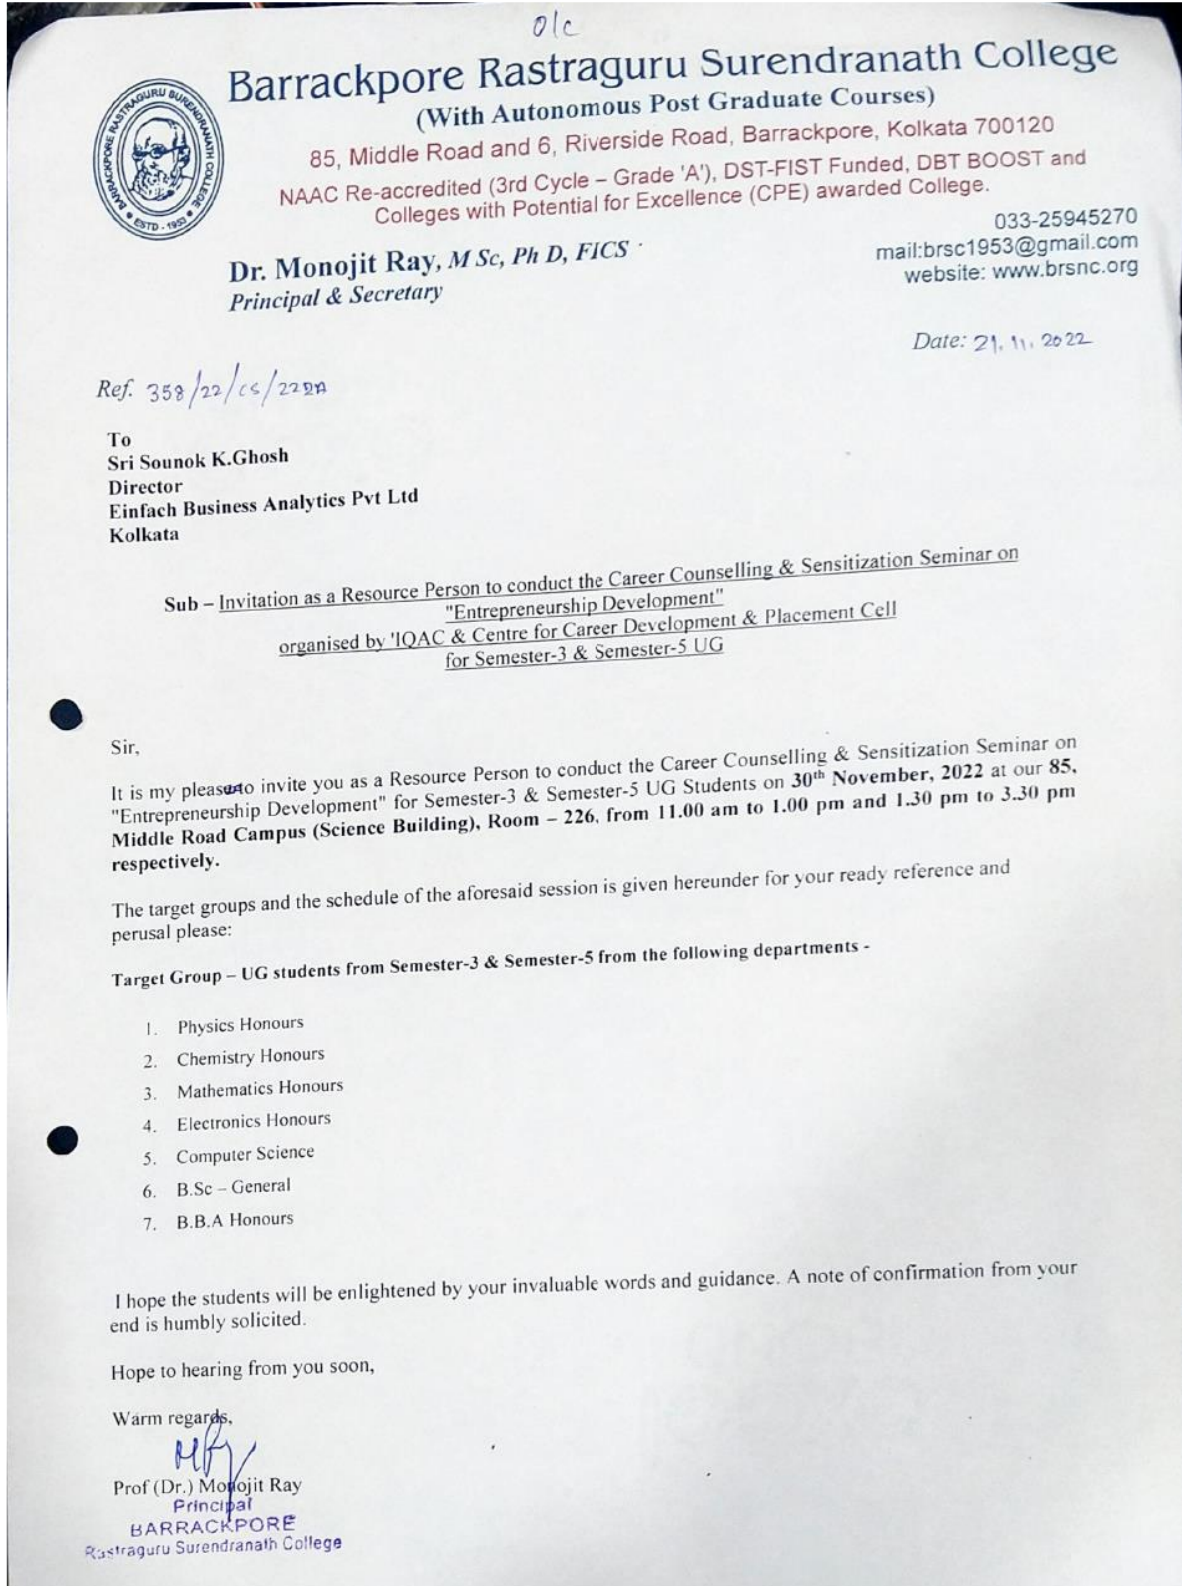 O/c
Barrackpore Rastraguru Surendranath College
(With Autonomous Post Graduate Courses)
85, Middle Road and 6, Riverside Road, Barrackpore, Kolkata 700120
NAAC Re-accredited (3rd Cycle – Grade 'A'), DST-FIST Funded, DBT BOOST and
Colleges with Potential for Excellence (CPE) awarded College.
BARRACKPORE RASTRAGURU SURENDRANATH COLLEGE
ESTD - 1953
033-25945270
mail:brsc1953@gmail.com
website: www.brsnc.org
Dr. Monojit Ray, M Sc, Ph D, FICS
Principal & Secretary
Date: 21.11.2022
Ref. 358/22/CS/
To
Sri Sounok K.Ghosh
Director
Einfach Business Analytics Pvt Ltd
Kolkata
Sub – Invitation as a Resource Person to conduct the Career Counselling & Sensitization Seminar on
"Entrepreneurship Development"
organised by 'IQAC & Centre for Career Development & Placement Cell
for Semester-3 & Semester-5 UG
Sir,
It is my to invite you as a Resource Person to conduct the Career Counselling & Sensitization Seminar on
"Entrepreneurship Development" for Semester-3 & Semester-5 UG Students on 30th November, 2022 at our 85,
Middle Road Campus (Science Building), Room – 226, from 11.00 am to 1.00 pm and 1.30 pm to 3.30 pm
respectively.
The target groups and the schedule of the aforesaid session is given hereunder for your ready reference and
perusal please:
Target Group – UG students from Semester-3 & Semester-5 from the following departments -
1. Physics Honours
2. Chemistry Honours
3. Mathematics Honours
4. Electronics Honours
5. Computer Science
6. B.Sc – General
7. B.B.A Honours
I hope the students will be enlightened by your invaluable words and guidance. A note of confirmation from your
end is humbly solicited.
Hope to hearing from you soon,
Warm regards,
Prof (Dr.) Monojit Ray
Principal
BARRACKPORE
Rastraguru Surendranath College